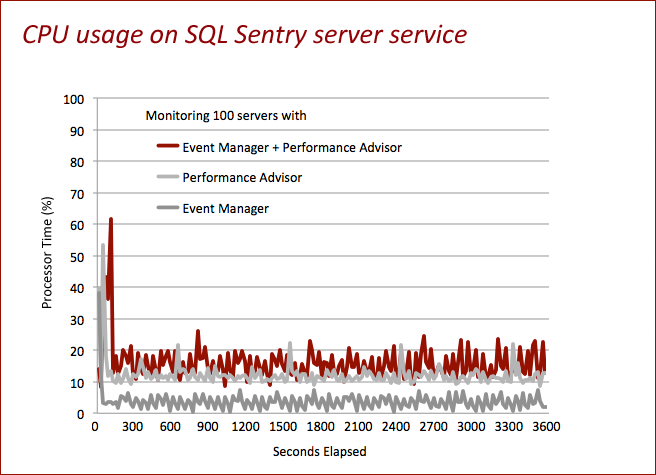 CPU usage on SQL Sentry server service
Monitoring 100 servers with
Event Manager + Performance Advisor
Performance Advisor
Event Manager
Processor Time (%)
100
90
80
70
60
50
40
30
20
10
0
0 300 600 900 1200 1500 1800 2100 2400 2700 3000 3300 3600
Seconds Elapsed